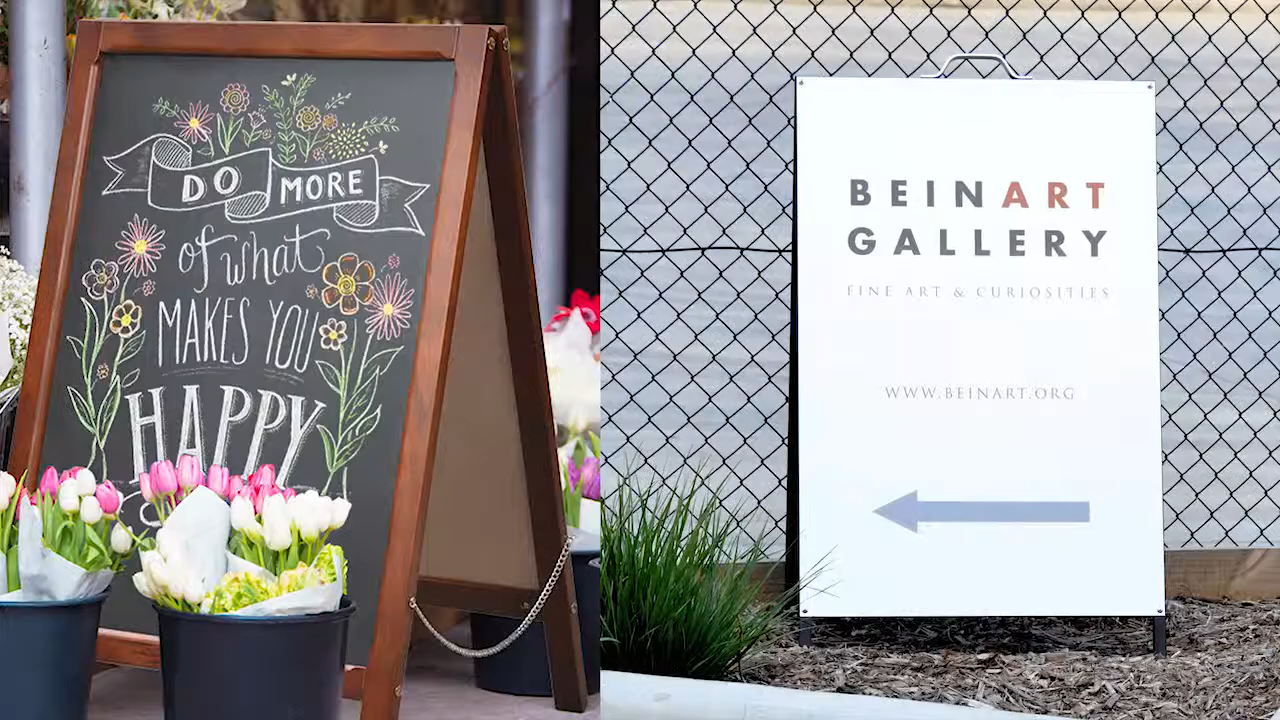 DO MORE
of what
MAKES YOU
HAPPY
BEINART
GALLERY
FINE ART & CURIOSITIES
WWW.BEINART.ORG